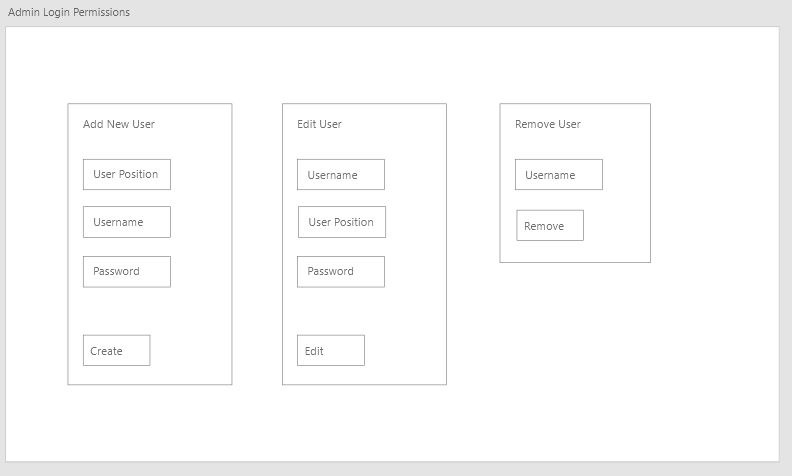 Admin Login Permissions
Add New User
User Position
Username
Password
Create
Edit User
Username
User Position
Password
Edit
Remove User
Username
Remove